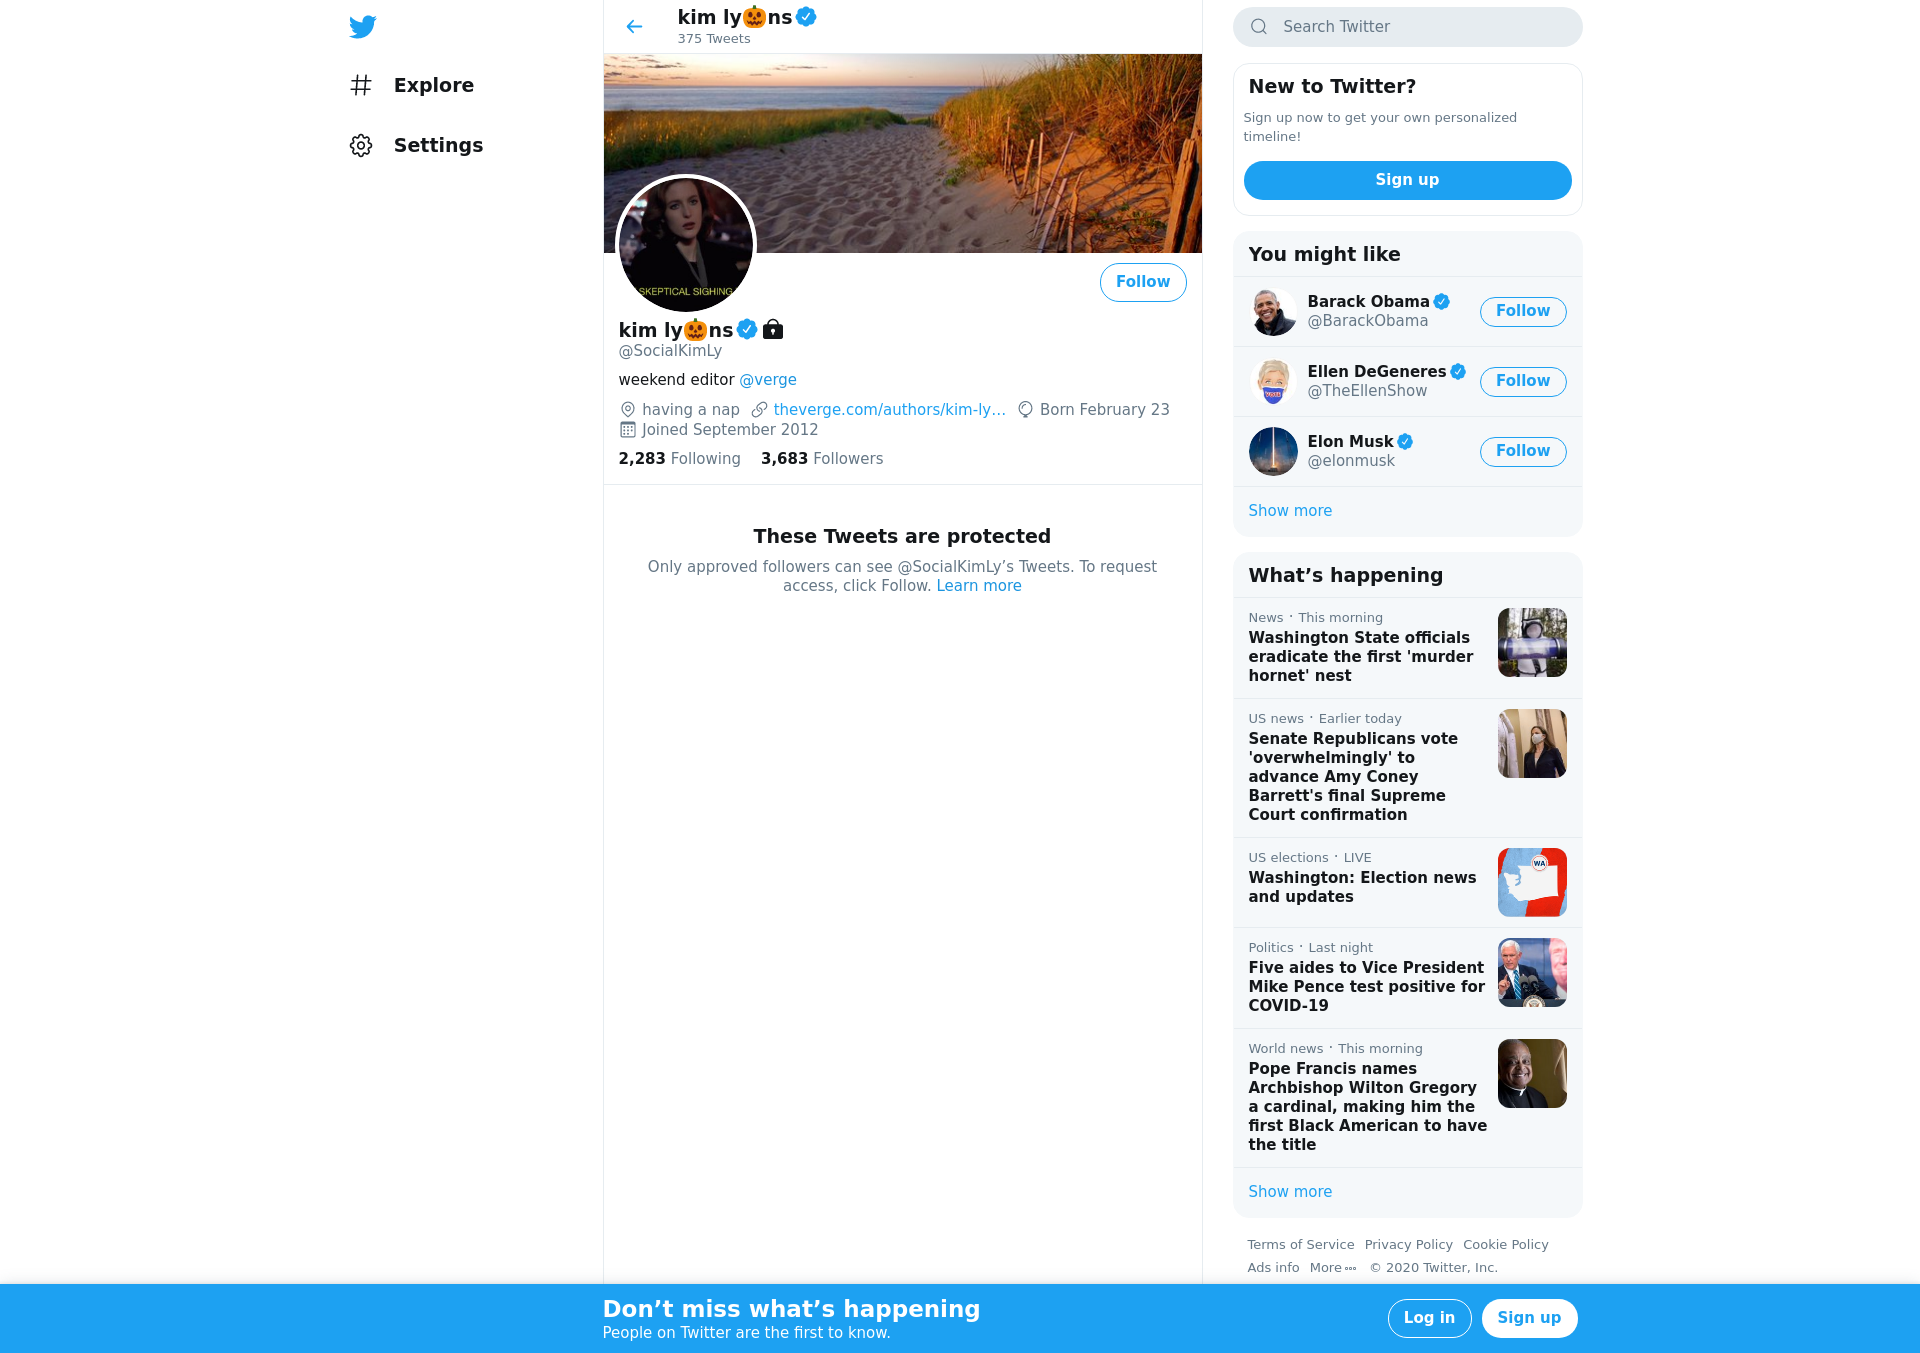 Explore
Settings
kim ly🎃ns
375 Tweets
SKEPTICAL SIGHING
Follow
kim ly🎃ns
@SocialKimLy
weekend editor @verge
having a nap theverge.com/authors/kim-ly… Born February 23
Joined September 2012
2,283 Following 3,683 Followers
These Tweets are protected
Only approved followers can see @SocialKimLy’s Tweets. To request
access, click Follow. Learn more
Search Twitter
New to Twitter?
Sign up now to get your own personalized
timeline!
Sign up
You might like
Barack Obama
@BarackObama
Follow
Ellen DeGeneres
@TheEllenShow
Follow
Elon Musk
@elonmusk
Follow
Show more
What’s happening
News · This morning
Washington State officials
eradicate the first 'murder
hornet' nest
US news · Earlier today
Senate Republicans vote
'overwhelmingly' to
advance Amy Coney
Barrett's final Supreme
Court confirmation
US elections · LIVE
Washington: Election news
and updates
WA
Politics · Last night
Five aides to Vice President
Mike Pence test positive for
COVID-19
World news · This morning
Pope Francis names
Archbishop Wilton Gregory
a cardinal, making him the
first Black American to have
the title
Show more
Terms of Service Privacy Policy Cookie Policy
Ads info More © 2020 Twitter, Inc.
Don’t miss what’s happening
People on Twitter are the first to know.
Log in
Sign up